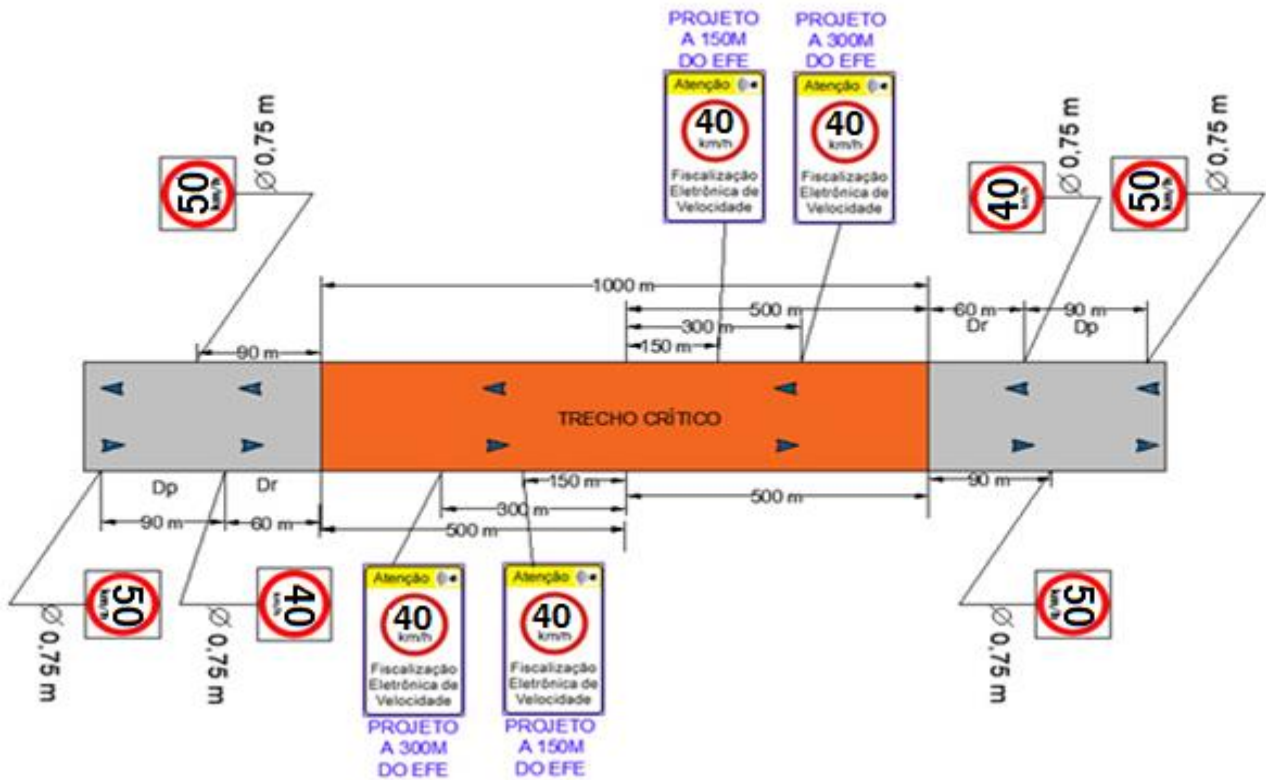 PROJETO
A 150M
DO EFE
PROJETO
A 300M
DO EFE
Atenção
40
km/h
Fiscalização
Eletrônica de
Velocidade
Atenção
40
km/h
Fiscalização
Eletrônica de
Velocidade
50
km/h
Ø 0,75 m
40
km/h
Ø 0,75 m
50
km/h
Ø 0,75 m
1000 m
500 m
60 m
90 m
Dr
Dp
300 m
150 m
90 m
TRECHO CRÍTICO
Dp
Dr
150 m
90 m
500 m
300 m
90 m
60 m
500 m
50
km/h
Ø 0,75 m
40
km/h
Ø 0,75 m
Atenção
40
km/h
Fiscalização
Eletrônica de
Velocidade
PROJETO
A 300M
DO EFE
Atenção
40
km/h
Fiscalização
Eletrônica de
Velocidade
PROJETO
A 150M
DO EFE
50
km/h
Ø 0,75 m